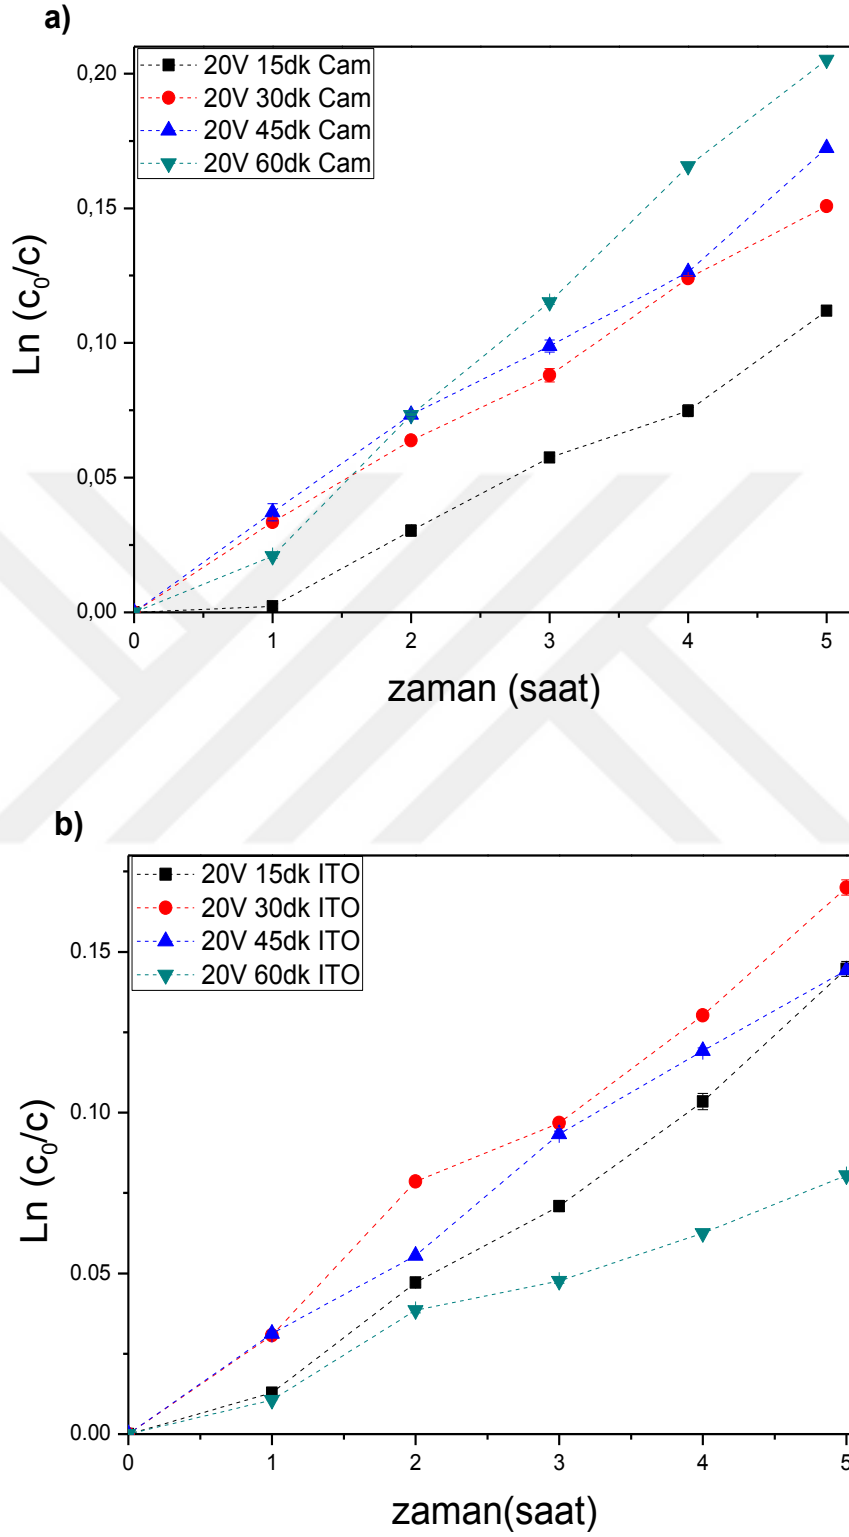 a)
20V 15dk Cam
20V 30dk Cam
20V 45dk Cam
20V 60dk Cam
0,20
0,15
0,10
0,05
0,00
Ln (c₀/c)
0 1 2 3 4 5
zaman (saat)
b)
20V 15dk ITO
20V 30dk ITO
20V 45dk ITO
20V 60dk ITO
0.15
0.10
0.05
0.00
Ln (c₀/c)
0 1 2 3 4 5
zaman(saat)